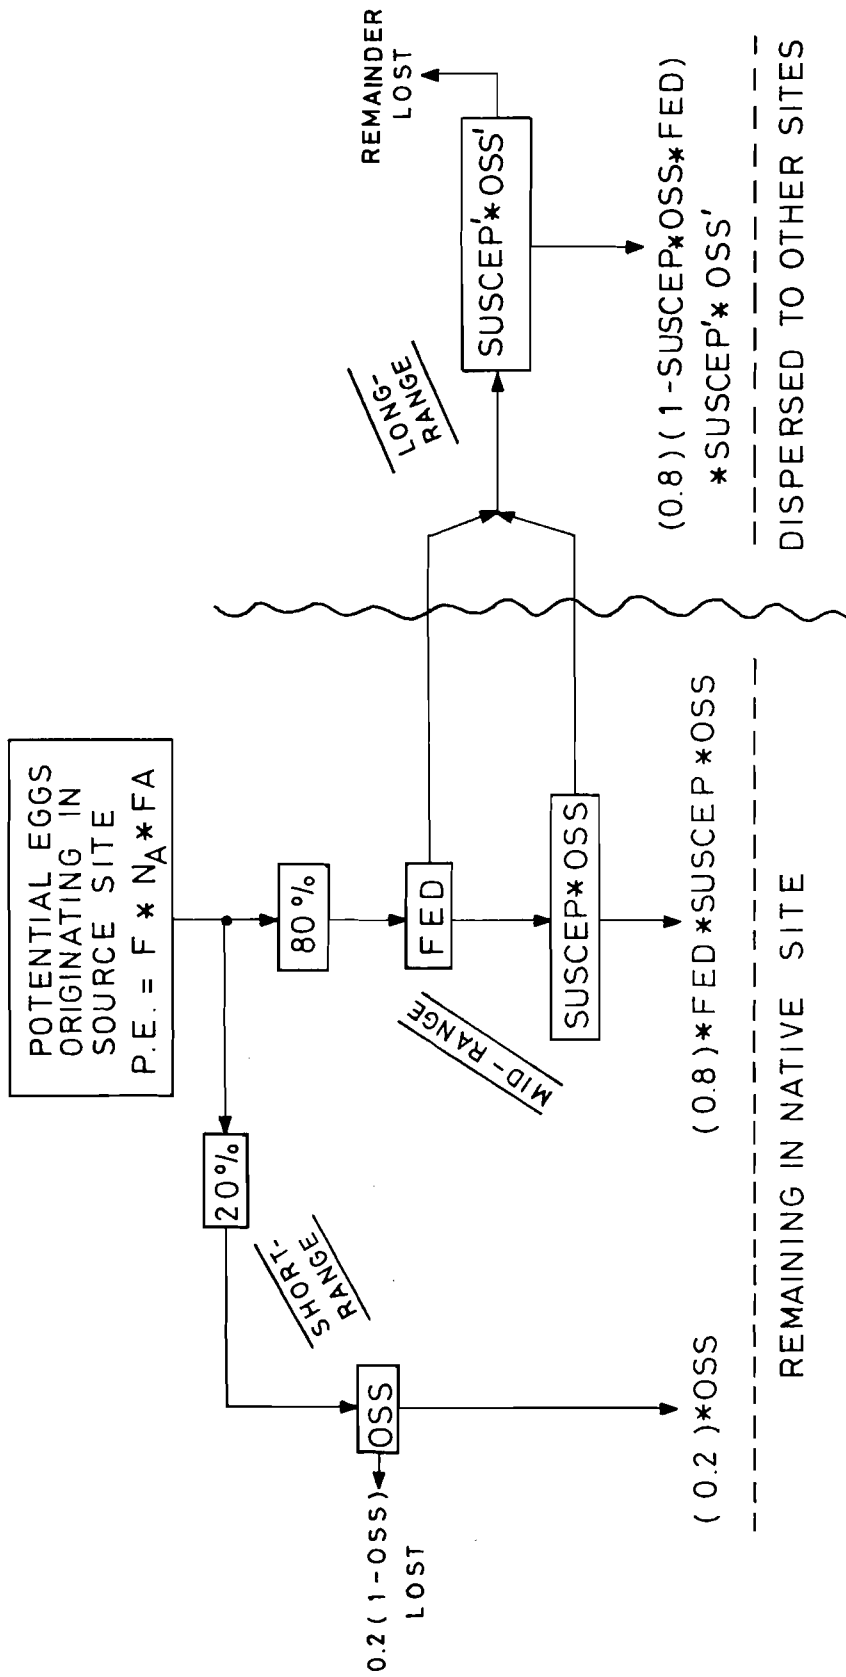 POTENTIAL EGGS
ORIGINATING IN
SOURCE SITE
P.E. = F * N_A * FA
20%
80%
SHORT-
RANGE
OSS
0.2(1-OSS)
LOST
(0.2)*OSS
MID-RANGE
FED
SUSCEP*OSS
(0.8)*FED*SUSCEP*OSS
REMAINING IN NATIVE SITE
LONG-
RANGE
SUSCEP'*OSS'
REMAINDER
LOST
(0.8)(1-SUSCEP*OSS*FED)
*SUSCEP'*OSS'
DISPERSED TO OTHER SITES